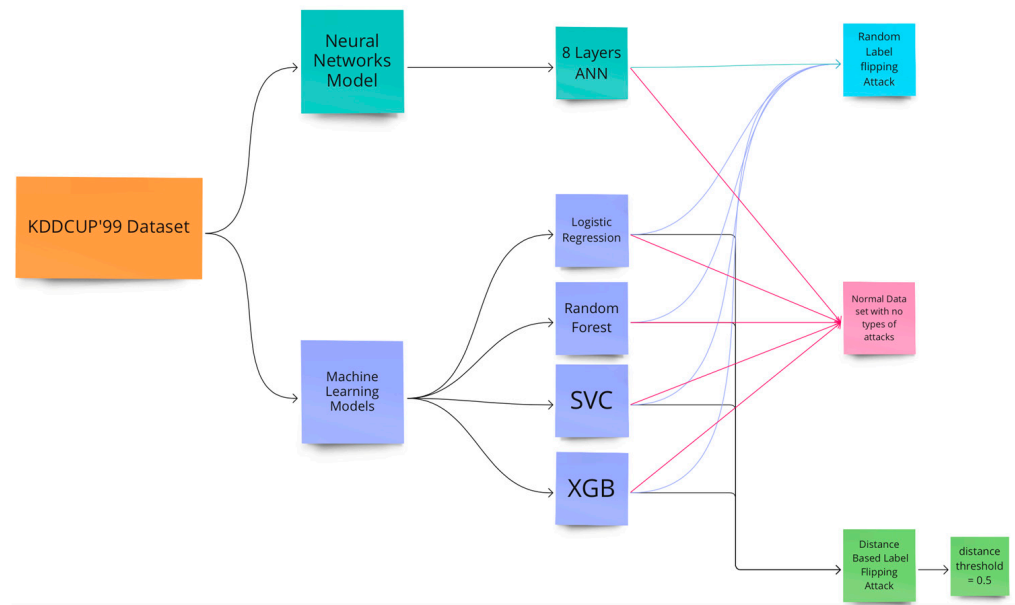 Neural
Networks
Model
8 Layers
ANN
Random
Label
flipping
Attack
KDDCUP'99 Dataset
Logistic
Regression
Random
Forest
Normal Data
set with no
types of
attacks
Machine
Learning
Models
SVC
XGB
Distance
Based Label
Flipping
Attack
distance
threshold
= 0.5